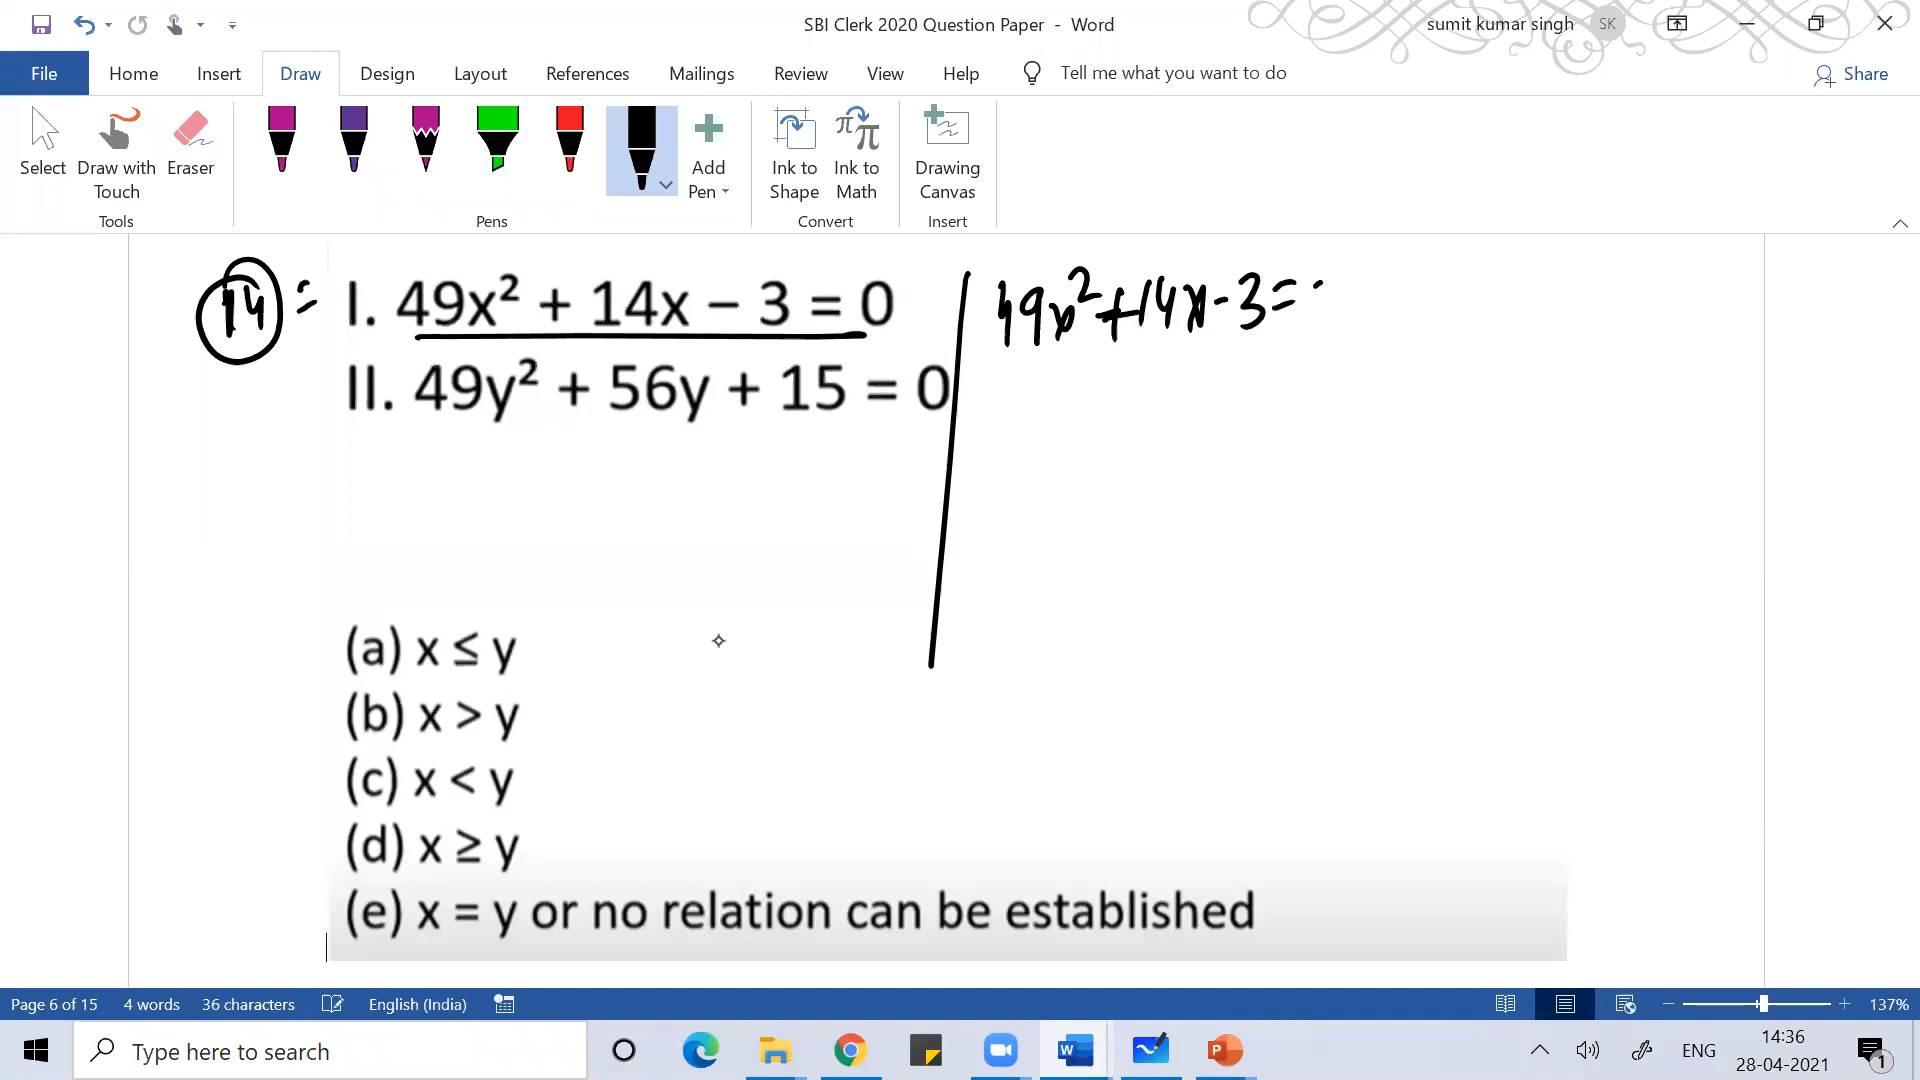 SBI Clerk 2020 Question Paper - Word
sumit kumar singh SK
File Home Insert Draw Design Layout References Mailings Review View Help Tell me what you want to do Share
Select Draw with Touch Eraser Add Pen Ink to Shape Ink to Math Drawing Canvas
Tools Pens Convert Insert
14 = I. 49x² + 14x − 3 = 0
49x²+14x-3=
II. 49y² + 56y + 15 = 0
(a) x ≤ y
(b) x > y
(c) x < y
(d) x ≥ y
(e) x = y or no relation can be established
Page 6 of 15 4 words 36 characters English (India) 137%
Type here to search
ENG
14:36
28-04-2021
1